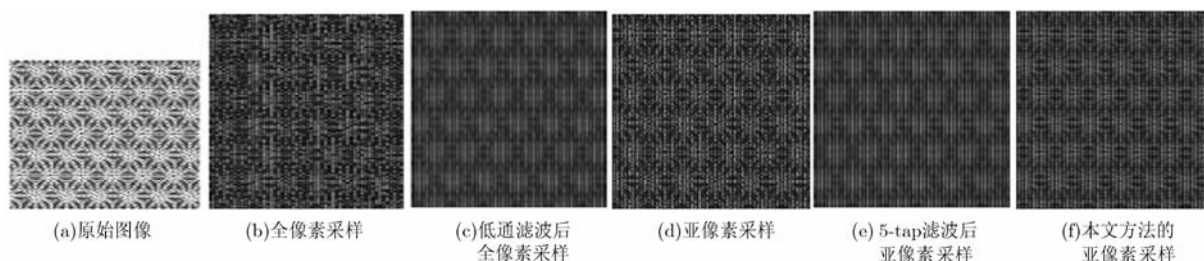 (a)原始图像
(b)全像素采样
(c)低通滤波后
全像素采样
(d)亚像素采样
(e) 5-tap滤波后
亚像素采样
(f)本文方法的
亚像素采样